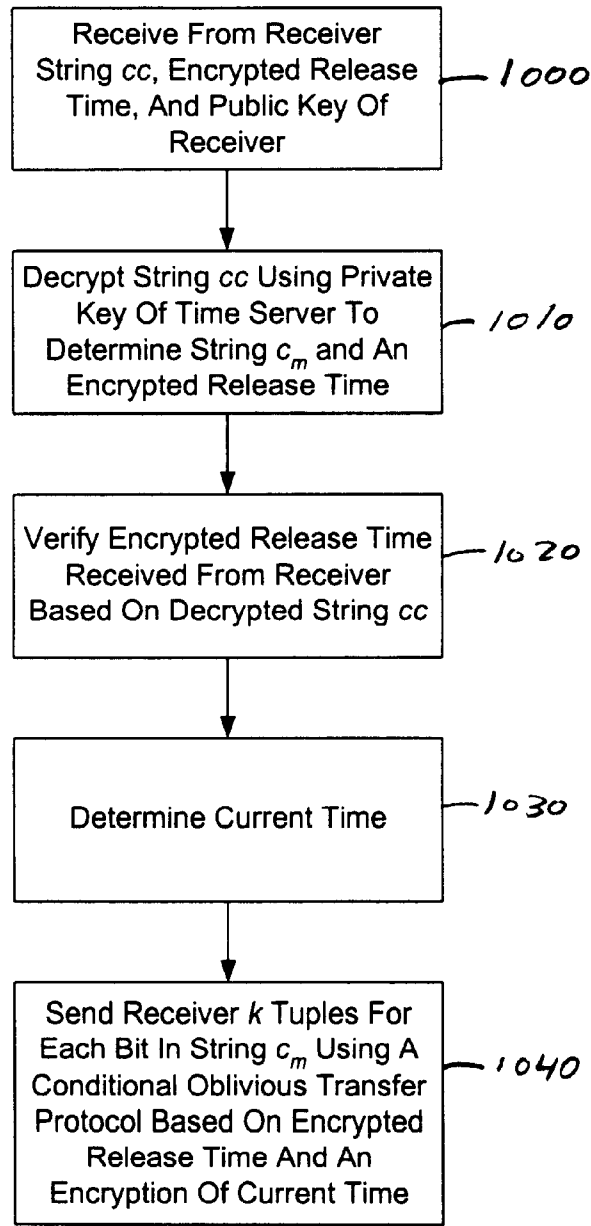 Receive From Receiver
String cc, Encrypted Release
Time, And Public Key Of
Receiver
1000
Decrypt String cc Using Private
Key Of Time Server To
Determine String cm and An
Encrypted Release Time
1010
Verify Encrypted Release Time
Received From Receiver
Based On Decrypted String cc
1020
Determine Current Time
1030
Send Receiver k Tuples For
Each Bit In String cm Using A
Conditional Oblivious Transfer
Protocol Based On Encrypted
Release Time And An
Encryption Of Current Time
1040